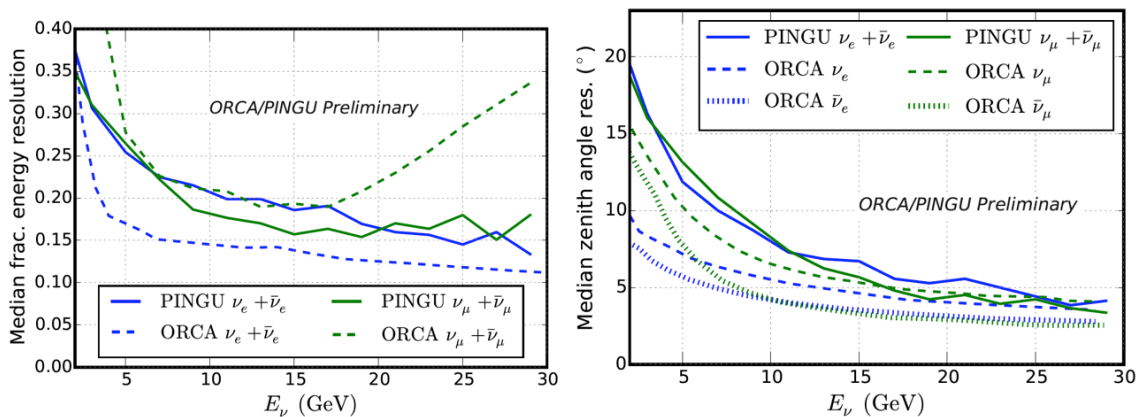 Median frac. energy resolution
0.40
0.35
0.30
0.25
0.20
0.15
0.10
0.05
0.00
ORCA/PINGU Preliminary
PINGU νe + ν̄e
ORCA νe + ν̄e
PINGU νμ + ν̄μ
ORCA νμ + ν̄μ
5 10 15 20 25 30
Eν (GeV)
Median zenith angle res. (°)
20
15
10
5
0
PINGU νe + ν̄e
ORCA νe
ORCA ν̄e
PINGU νμ + ν̄μ
ORCA νμ
ORCA ν̄μ
ORCA/PINGU Preliminary
5 10 15 20 25 30
Eν (GeV)